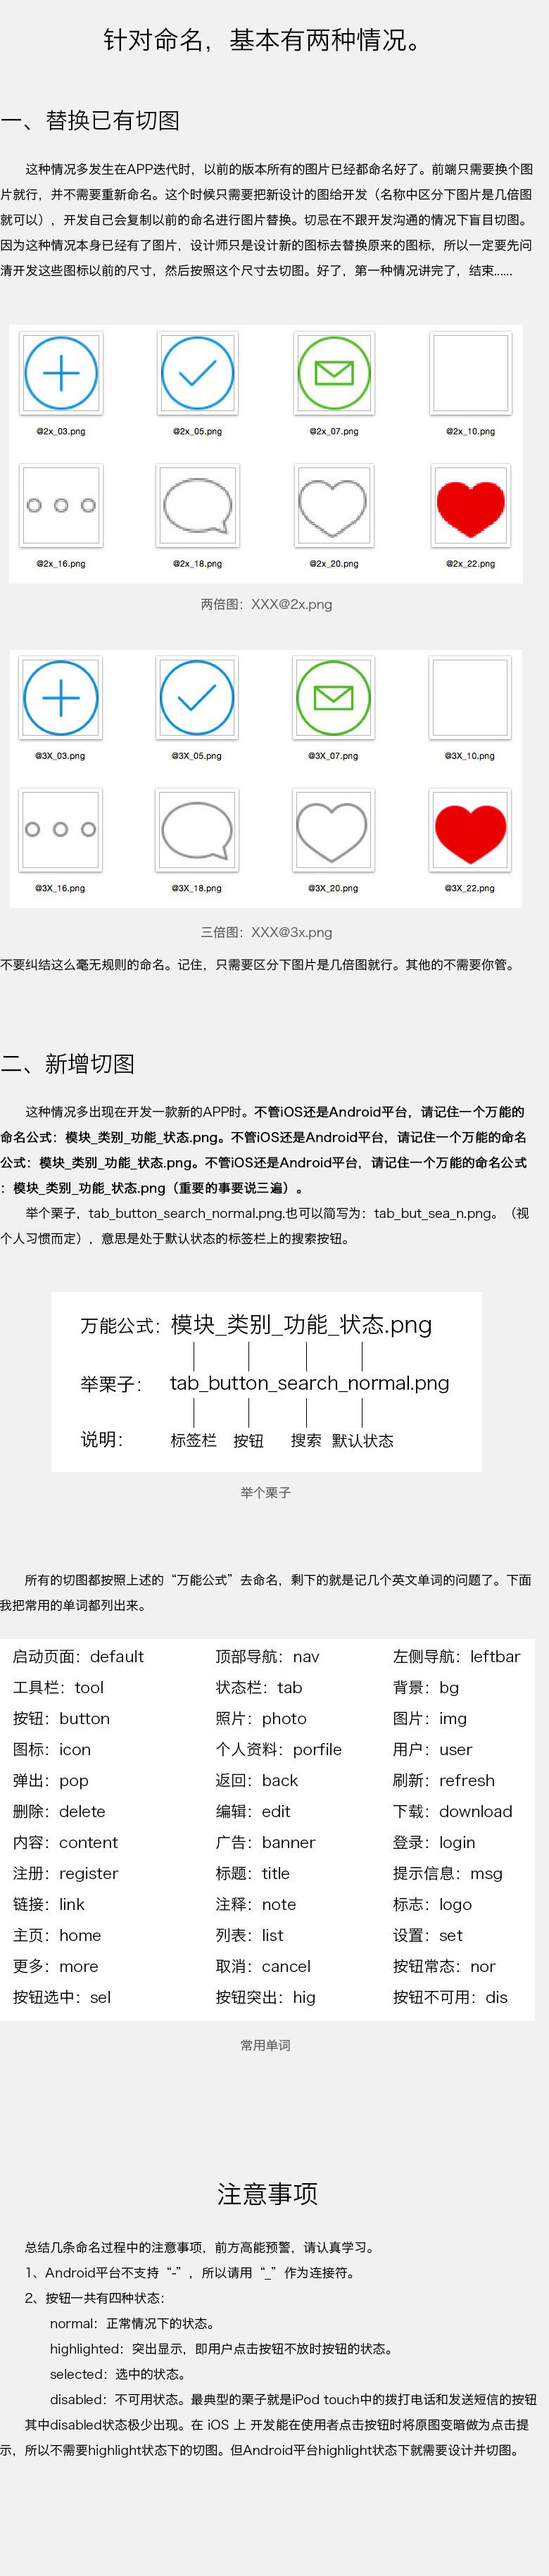 针对命名，基本有两种情况。
一、替换已有切图
这种情况多发生在APP迭代时，以前的版本所有的图片已经都命名好了。前端只需要换个图
片就行，并不需要重新命名。这个时候只需要把新设计的图给开发（名称中区分下图片是几倍图
就可以），开发自己会复制以前的命名进行图片替换。切忌在不跟开发沟通的情况下盲目切图。
因为这种情况本身已经有了图片，设计师只是设计新的图标去替换原来的图标，所以一定要先问
清开发这些图标以前的尺寸，然后按照这个尺寸去切图。好了，第一种情况讲完了，结束......
@2x_03.png @2x_05.png @2x_07.png @2x_10.png
@2x_16.png @2x_18.png @2x_20.png @2x_22.png
两倍图：XXX@2x.png
@3X_03.png @3X_05.png @3X_07.png @3X_10.png
@3X_16.png @3X_18.png @3X_20.png @3X_22.png
三倍图：XXX@3x.png
不要纠结这么毫无规则的命名。记住，只需要区分下图片是几倍图就行。其他的不需要你管。
二、新增切图
这种情况多出现在开发一款新的APP时。不管iOS还是Android平台，请记住一个万能的
命名公式：模块_类别_功能_状态.png。不管iOS还是Android平台，请记住一个万能的命名
公式：模块_类别_功能_状态.png。不管iOS还是Android平台，请记住一个万能的命名公式
：模块_类别_功能_状态.png（重要的事要说三遍）。
举个栗子，tab_button_search_normal.png.也可以简写为：tab_but_sea_n.png。（视
个人习惯而定），意思是处于默认状态的标签栏上的搜索按钮。
万能公式：模块_类别_功能_状态.png
举栗子： tab_button_search_normal.png
说明： 标签栏 按钮 搜索 默认状态
举个栗子
所有的切图都按照上述的“万能公式”去命名，剩下的就是记几个英文单词的问题了。下面
我把常用的单词都列出来。
启动页面：default 顶部导航：nav 左侧导航：leftbar
工具栏：tool 状态栏：tab 背景：bg
按钮：button 照片：photo 图片：img
图标：icon 个人资料：porfile 用户：user
弹出：pop 返回：back 刷新：refresh
删除：delete 编辑：edit 下载：download
内容：content 广告：banner 登录：login
注册：register 标题：title 提示信息：msg
链接：link 注释：note 标志：logo
主页：home 列表：list 设置：set
更多：more 取消：cancel 按钮常态：nor
按钮选中：sel 按钮突出：hig 按钮不可用：dis
常用单词
注意事项
总结几条命名过程中的注意事项，前方高能预警，请认真学习。
1、Android平台不支持“-”，所以请用“_”作为连接符。
2、按钮一共有四种状态：
normal：正常情况下的状态。
highlighted：突出显示，即用户点击按钮不放时按钮的状态。
selected：选中的状态。
disabled：不可用状态。最典型的栗子就是iPod touch中的拨打电话和发送短信的按钮
其中disabled状态极少出现。在 iOS 上 开发能在使用者点击按钮时将原图变暗做为点击提
示，所以不需要highlight状态下的切图。但Android平台highlight状态下就需要设计并切图。